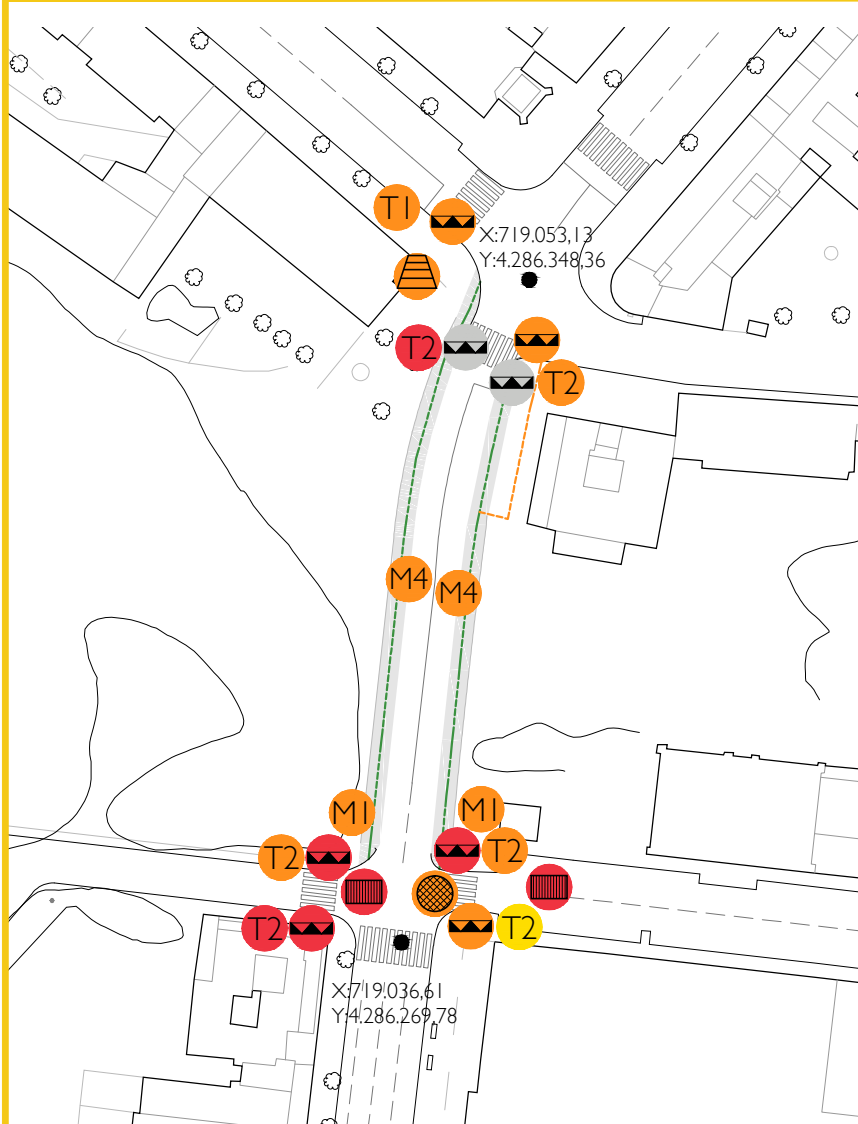 T1
X:719.053,13
Y:4.286.348,36
T2
T2
M4
M4
M1
M1
T2
T2
T2
T2
X:719.036,61
Y:4.286.269,78